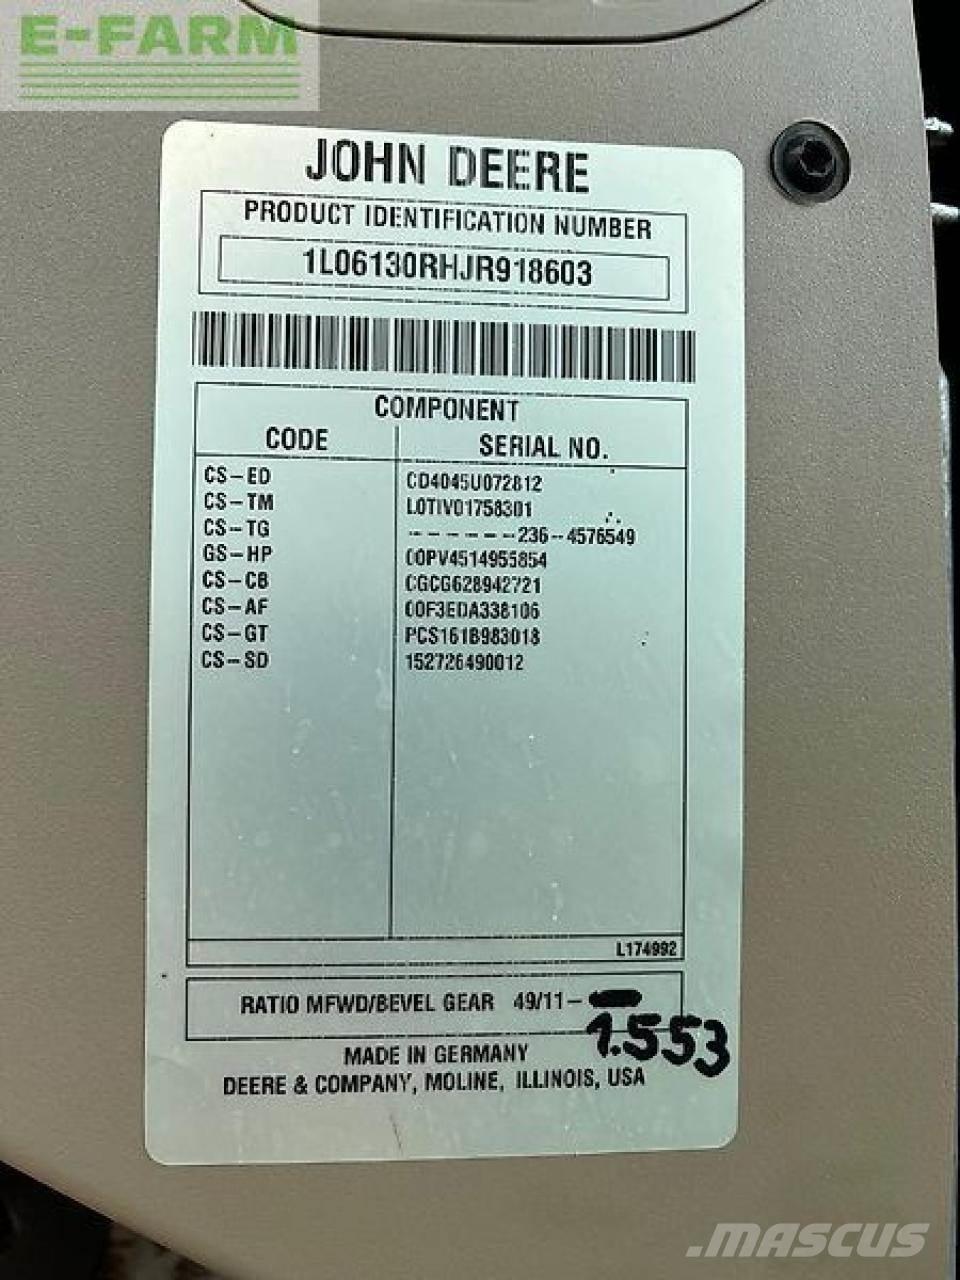 E-FARM
JOHN DEERE
PRODUCT IDENTIFICATION NUMBER
1L06130RHJR918603
COMPONENT
CODE SERIAL NO.
CS-ED CD4045U072812
CS-TM L0TIV01758301
CS-TG ------236--4576549
GS-HP 00PV4514955854
CS-CB CGCG628942721
CS-AF 00F3EDA338106
CS-GT PCS161B983018
CS-SD 152726490012
L174992
RATIO MFWD/BEVEL GEAR 49/11-
1.553
MADE IN GERMANY
DEERE & COMPANY, MOLINE, ILLINOIS, USA
MASCUS